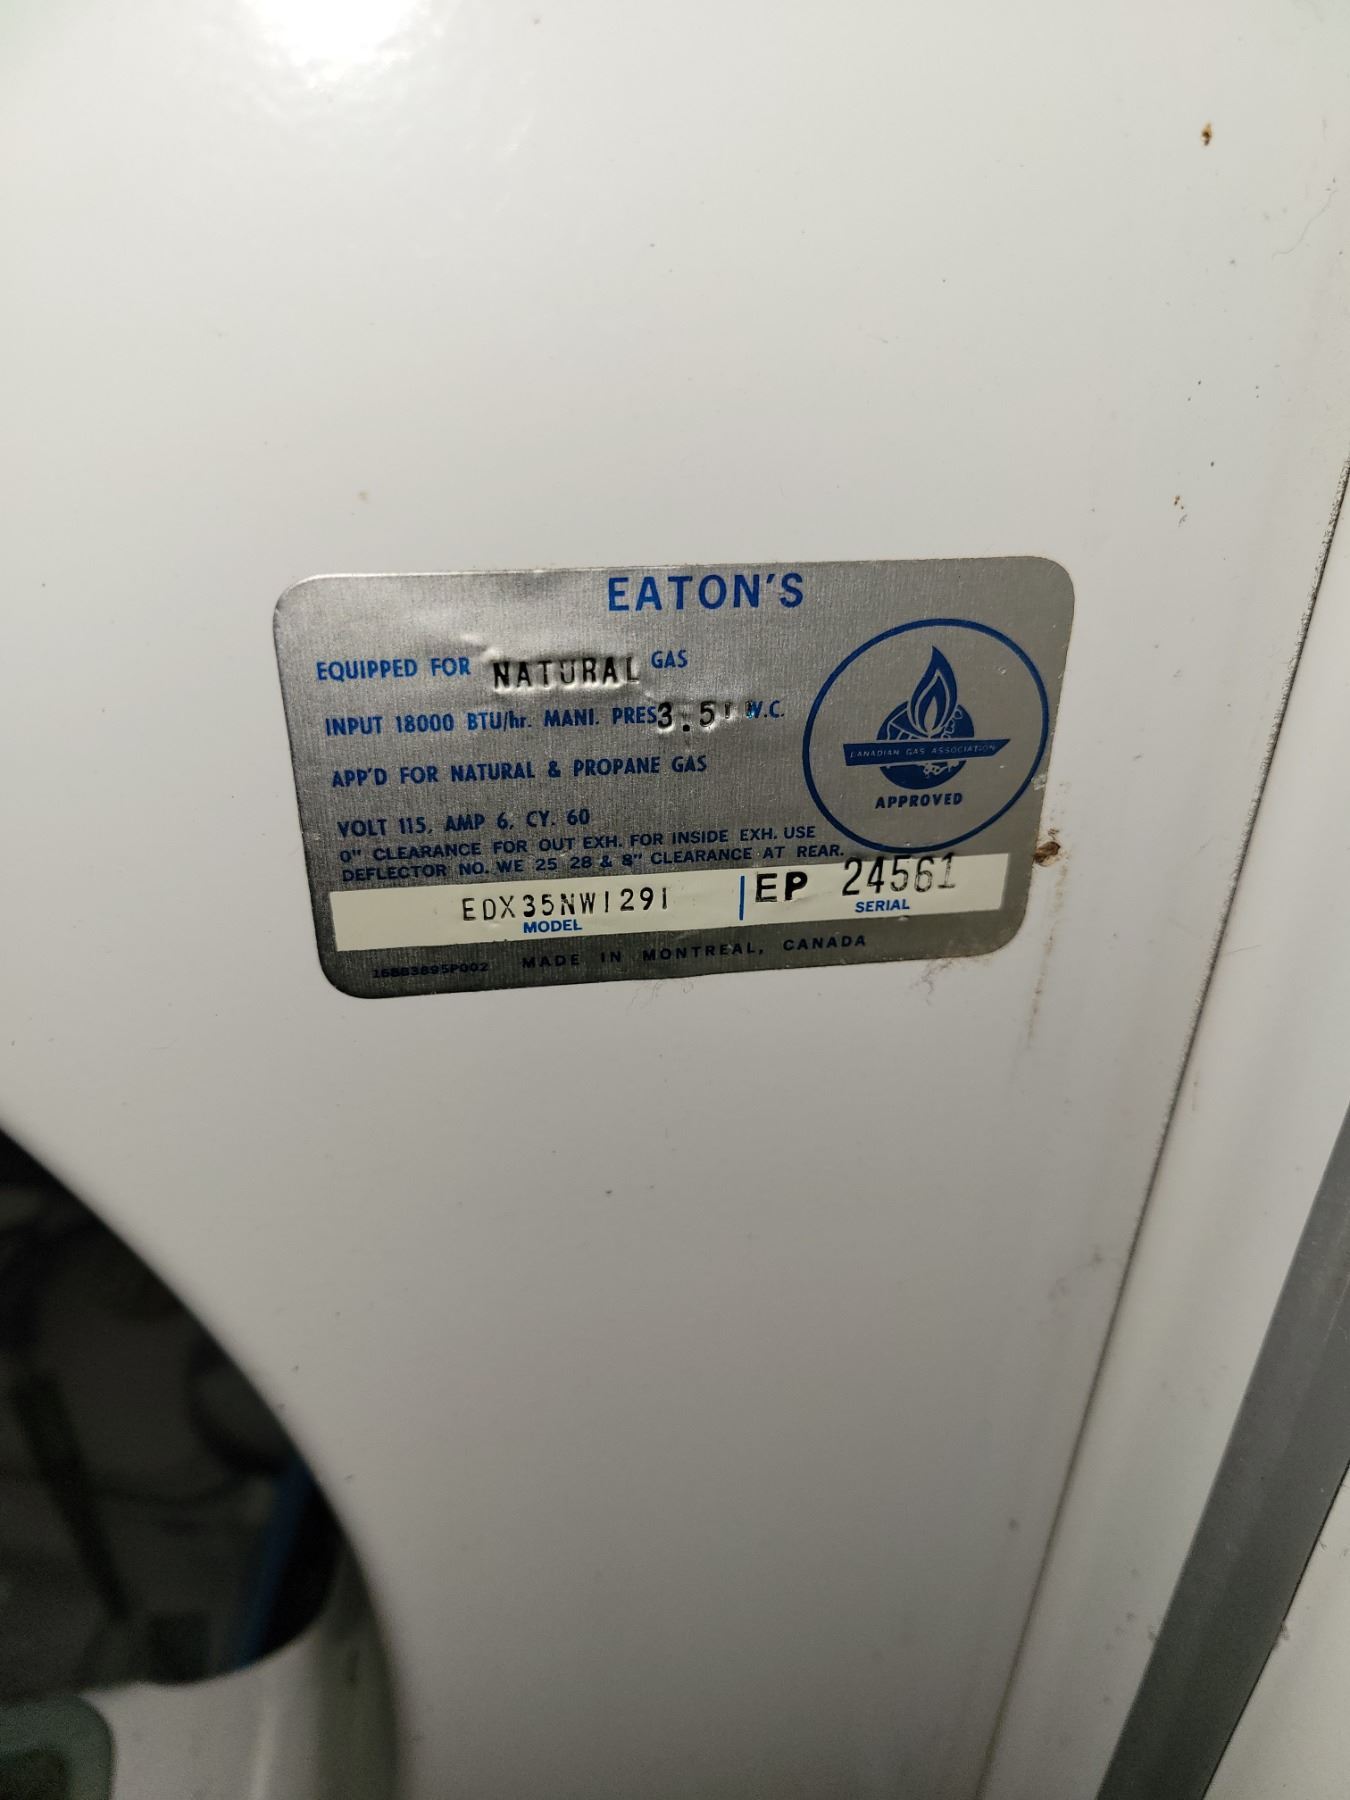 EATON'S
EQUIPPED FOR NATURAL GAS
INPUT 18000 BTU/hr. MANI. PRES 3.5" W.C.
APP'D FOR NATURAL & PROPANE GAS
VOLT 115, AMP 6, CY. 60
0" CLEARANCE FOR OUT EXH. FOR INSIDE EXH. USE
DEFLECTOR NO. WE 25 28 & 8" CLEARANCE AT REAR.
CANADIAN GAS ASSOCIATION
APPROVED
EDX35NW1291 EP 24561
MODEL SERIAL
16883895P002 MADE IN MONTREAL, CANADA